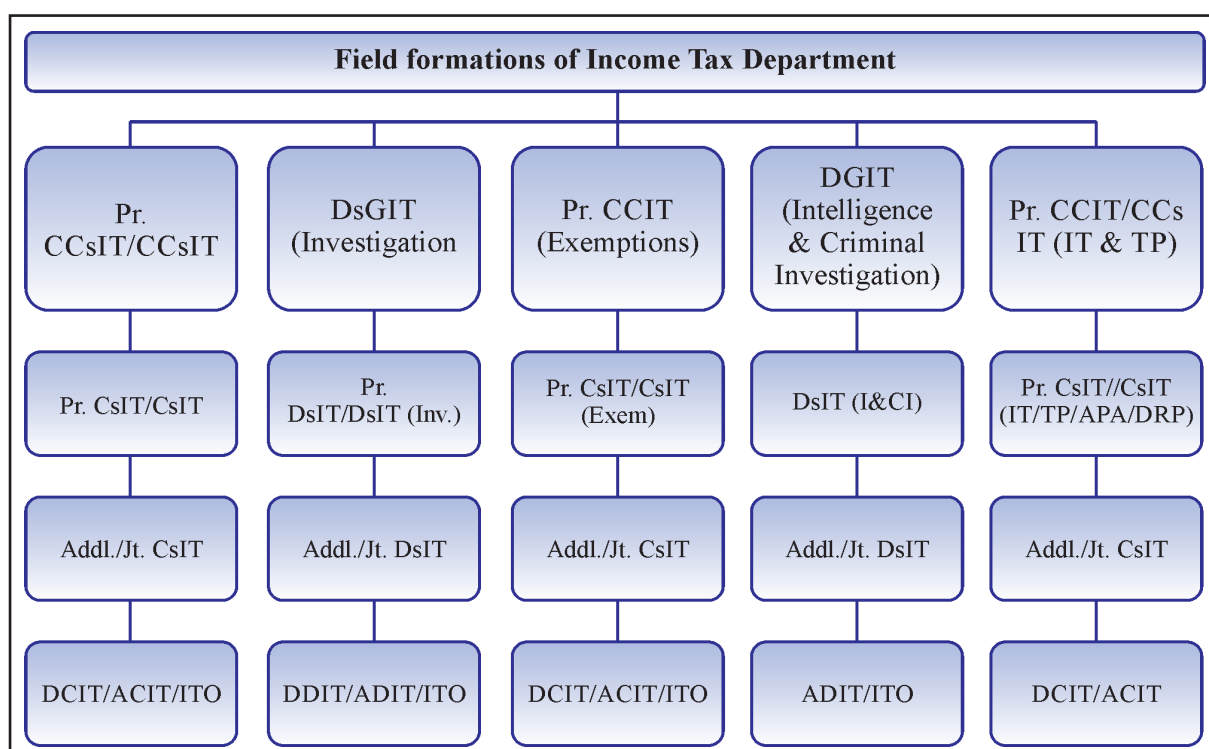 Field formations of Income Tax Department
Pr.
CCsIT/CCsIT
DsGIT
(Investigation
Pr. CCIT
(Exemptions)
DGIT
(Intelligence
& Criminal
Investigation)
Pr. CCIT/CCs
IT (IT & TP)
Pr. CsIT/CsIT
Pr.
DsIT/DsIT (Inv.)
Pr. CsIT/CsIT
(Exem)
DsIT (I&CI)
Pr. CsIT//CsIT
(IT/TP/APA/DRP)
Addl./Jt. CsIT
Addl./Jt. DsIT
Addl./Jt. CsIT
Addl./Jt. DsIT
Addl./Jt. CsIT
DCIT/ACIT/ITO
DDIT/ADIT/ITO
DCIT/ACIT/ITO
ADIT/ITO
DCIT/ACIT